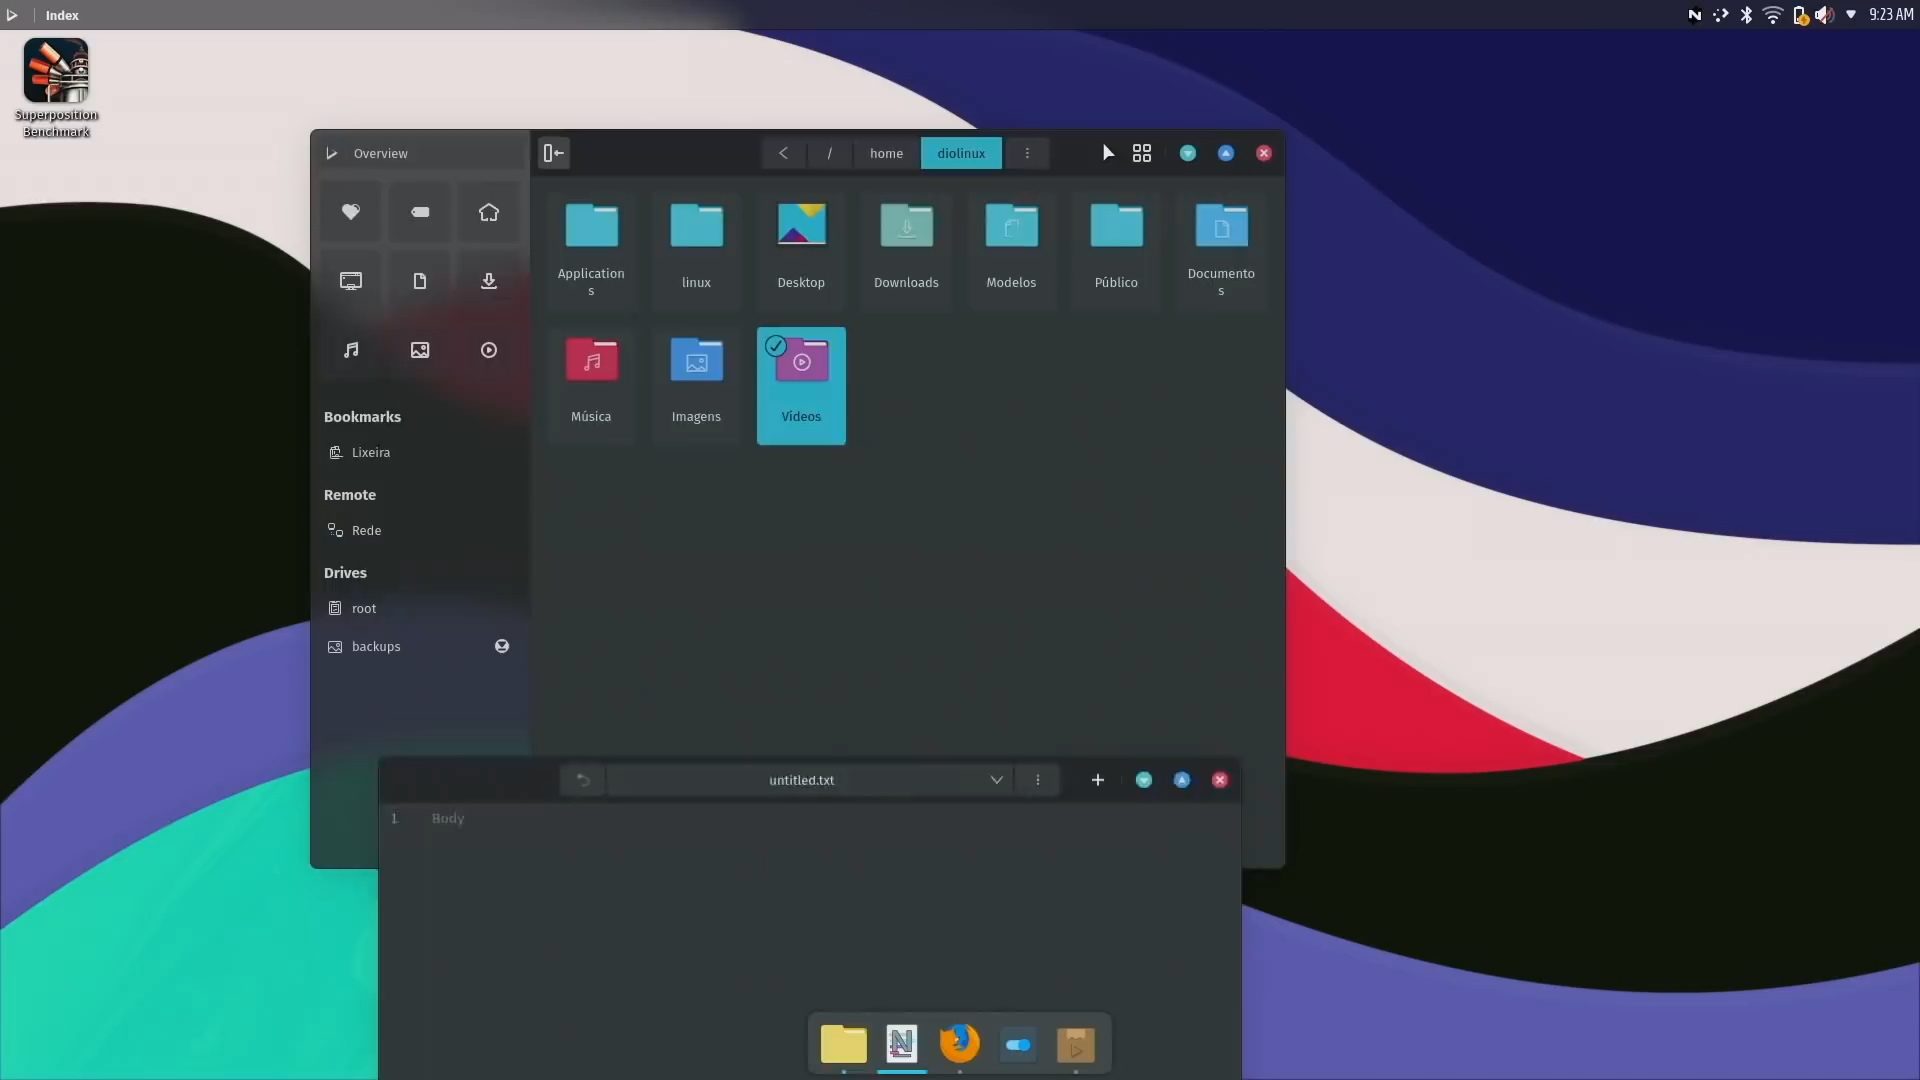 Index
9:23 AM
Superposition
Benchmark
Overview
/
home
diolinux
Application
s
linux
Desktop
Downloads
Modelos
Público
Documento
s
Música
Imagens
Vídeos
Bookmarks
Lixeira
Remote
Rede
Drives
root
backups
untitled.txt
1 Body